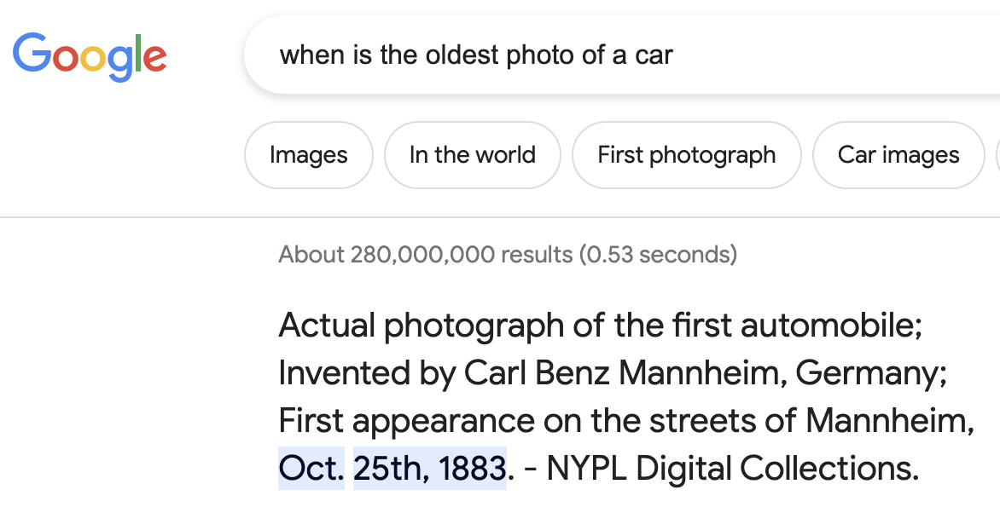 Google
when is the oldest photo of a car
Images
In the world
First photograph
Car images
About 280,000,000 results (0.53 seconds)
Actual photograph of the first automobile;
Invented by Carl Benz Mannheim, Germany;
First appearance on the streets of Mannheim,
Oct. 25th, 1883. - NYPL Digital Collections.